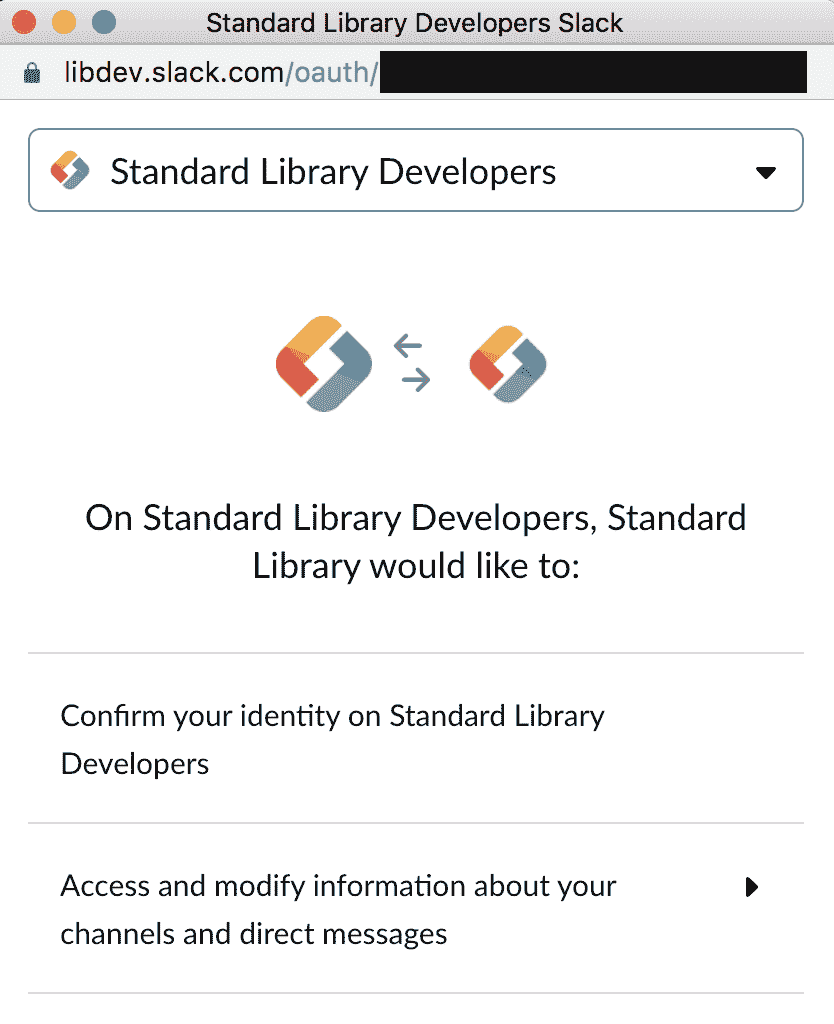 Standard Library Developers Slack
libdev.slack.com/oauth/
Standard Library Developers
On Standard Library Developers, Standard
Library would like to:
Confirm your identity on Standard Library
Developers
Access and modify information about your
channels and direct messages